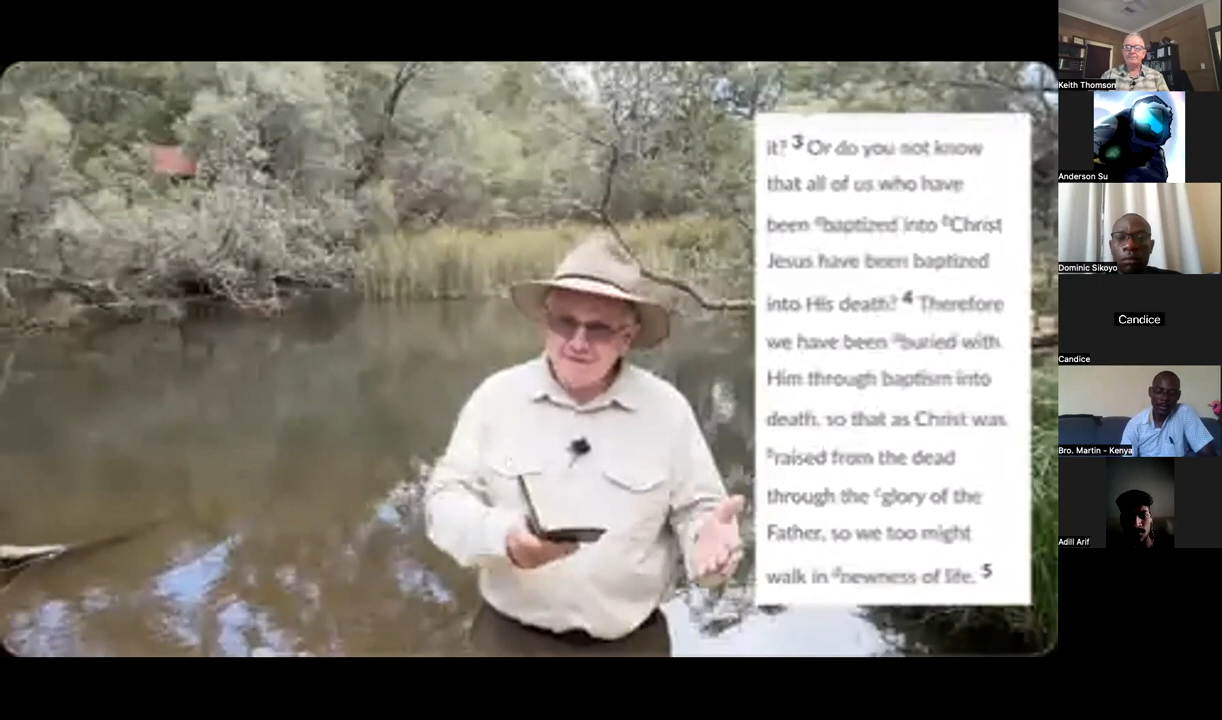 it? 3 Or do you not know
that all of us who have
been a baptized into b Christ
Jesus have been baptized
into His death? 4 Therefore
we have been a buried with
Him through baptism into
death, so that as Christ was
b raised from the dead
through the c glory of the
Father, so we too might
walk in d newness of life. 5
Keith Thomson
Anderson Su
Dominic Sikoyo
Candice
Candice
Bro. Martin - Kenya
Adill Arif